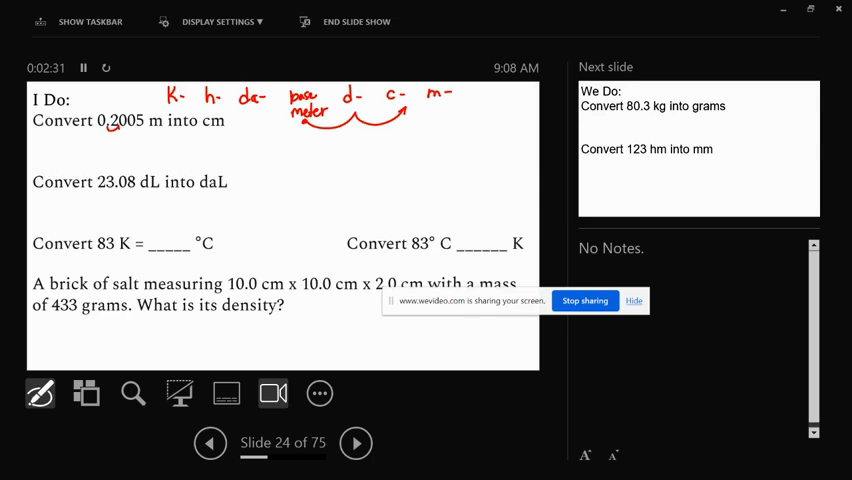 SHOW TASKBAR
DISPLAY SETTINGS ▼
END SLIDE SHOW
0:02:31
9:08 AM
K- h- da- base meter d- c- m-
I Do:
Convert 0.2005 m into cm
Convert 23.08 dL into daL
Convert 83 K = _____ °C
Convert 83° C ______ K
A brick of salt measuring 10.0 cm x 10.0 cm x 2.0 cm with a mass
of 433 grams. What is its density?
www.wevideo.com is sharing your screen.
Stop sharing
Hide
Slide 24 of 75
Next slide
We Do:
Convert 80.3 kg into grams
Convert 123 hm into mm
No Notes.
A A